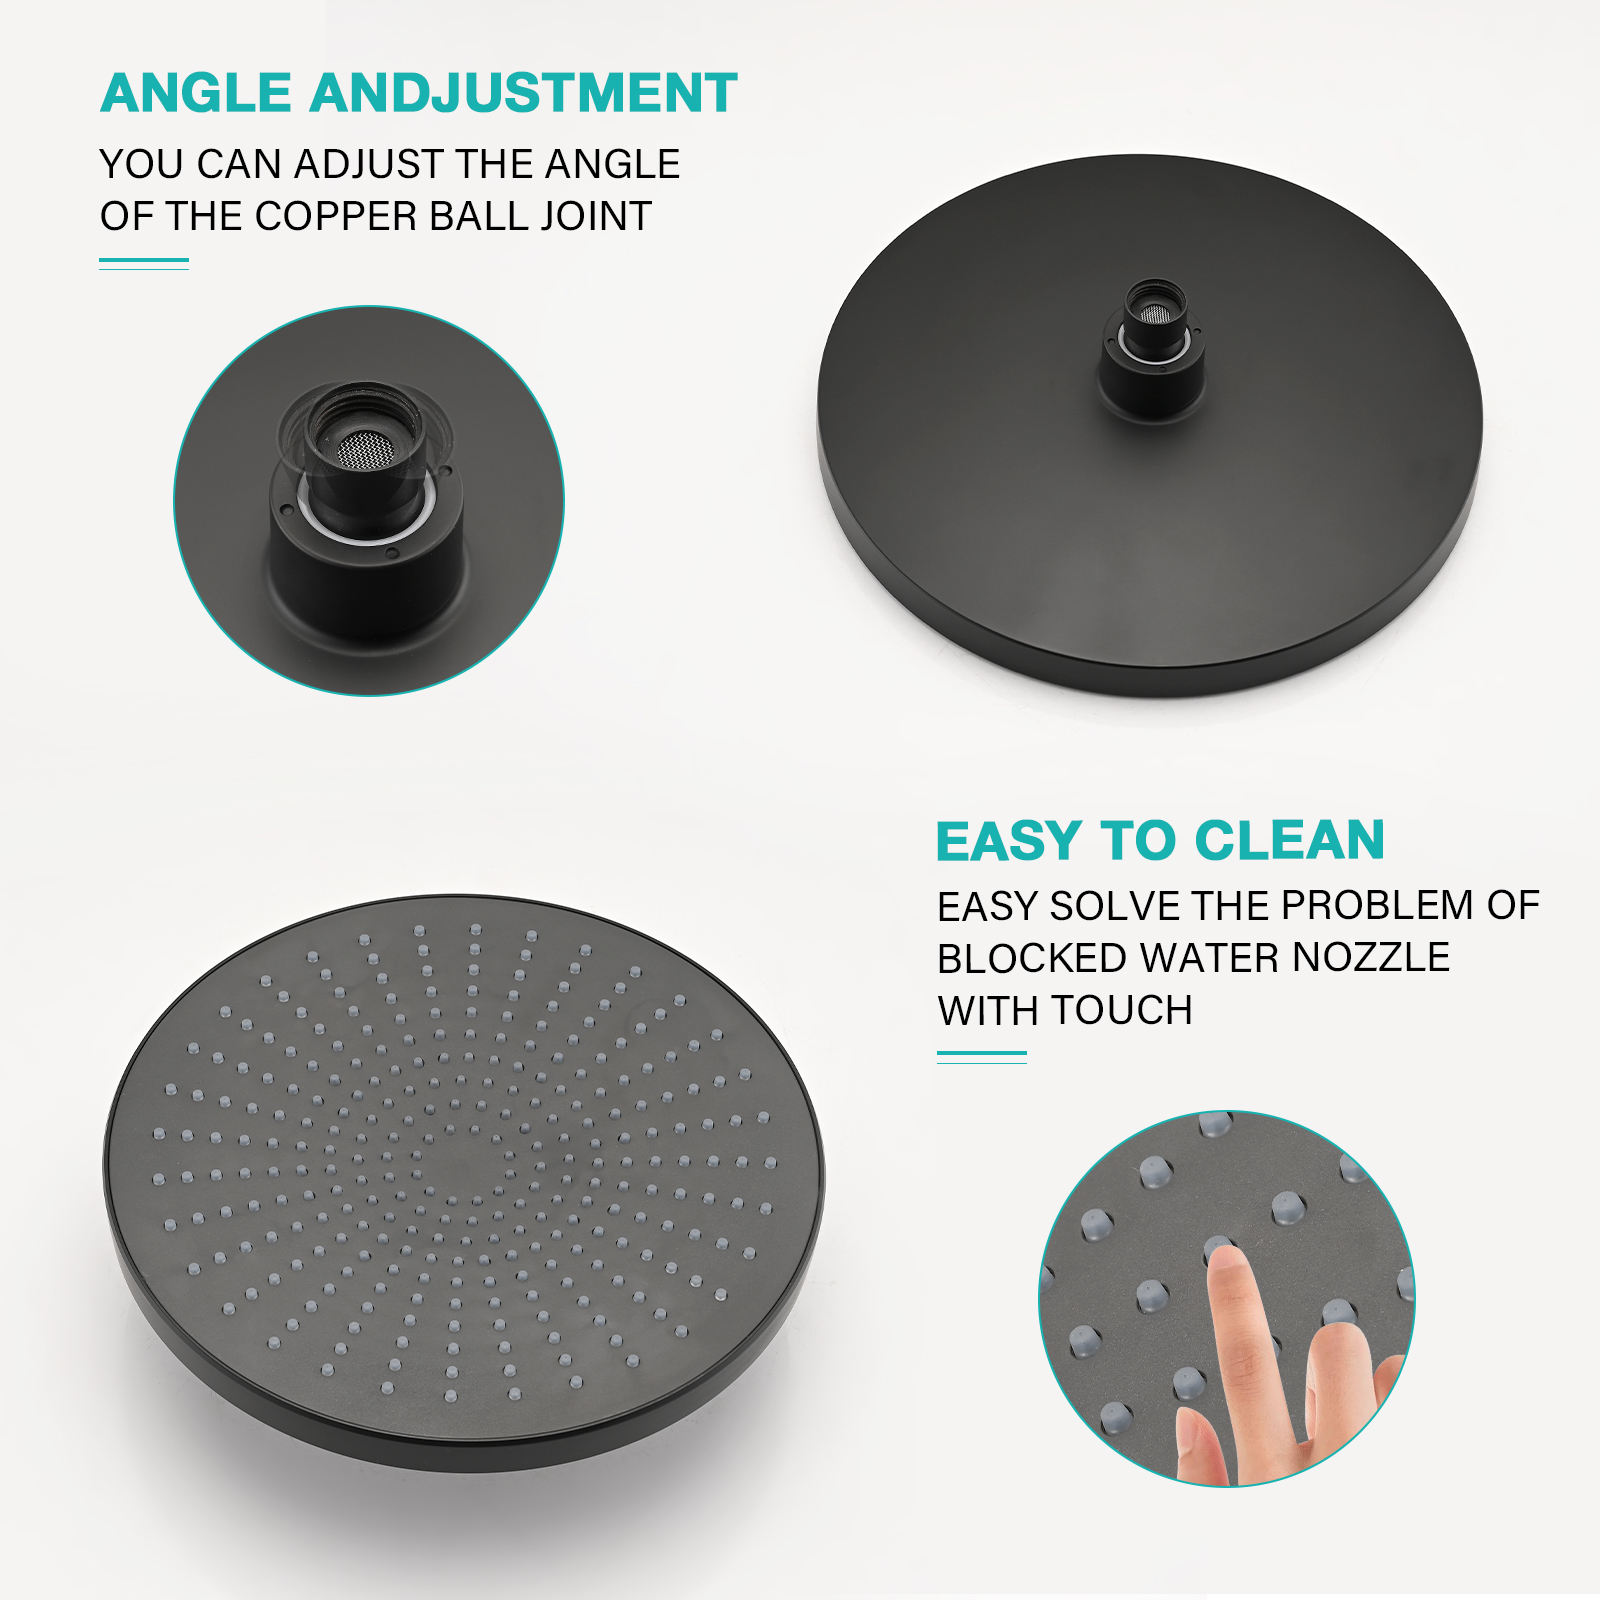 ANGLE ANDJUSTMENT
YOU CAN ADJUST THE ANGLE
OF THE COPPER BALL JOINT
EASY TO CLEAN
EASY SOLVE THE PROBLEM OF
BLOCKED WATER NOZZLE
WITH TOUCH